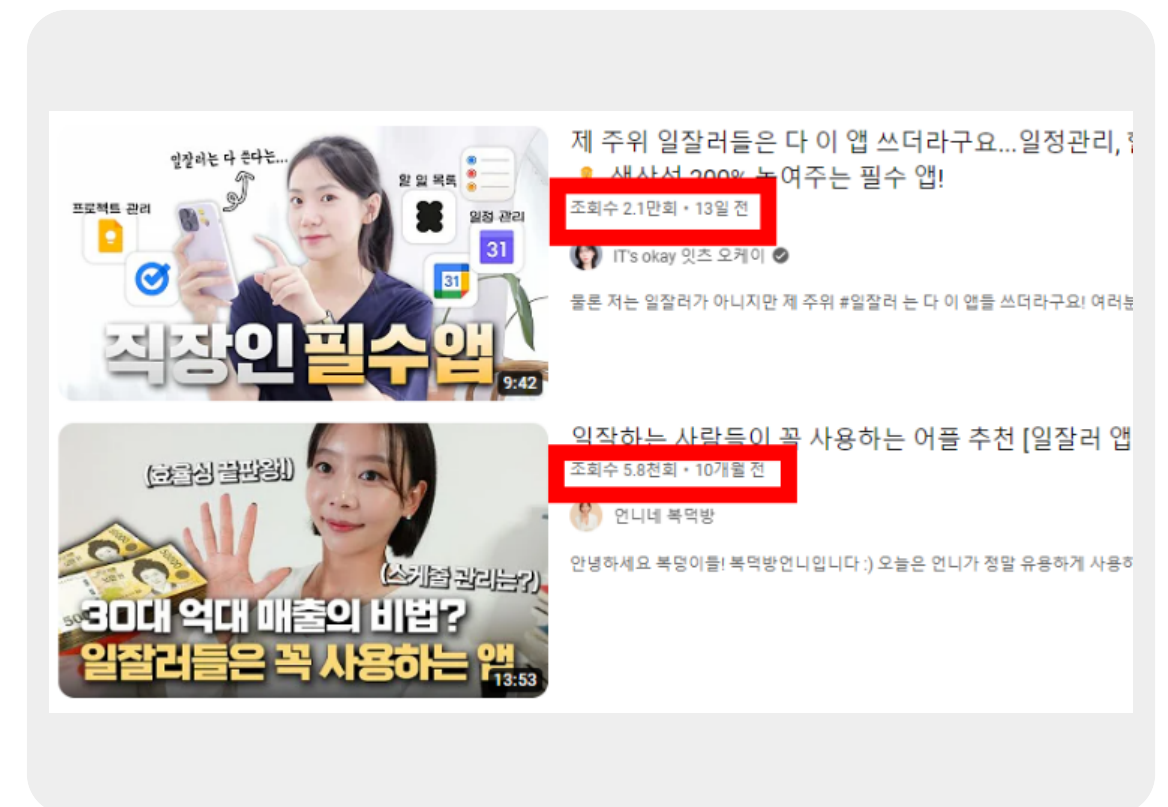 일잘러는 다 쓴다는...
할 일 목록
프로젝트 관리
일정 관리
31
31
직장인 필수 앱
9:42
제 주위 일잘러들은 다 이 앱 쓰더라구요...일정관리,
생산성 200% 높여주는 필수 앱!
조회수 2.1만회 • 13일 전
IT's okay 잇츠 오케이
물론 저는 일잘러가 아니지만 제 주위 #일잘러 는 다 이 앱들 쓰더라구요! 여러분
(효율성 끝판왕!)
(스케줄 관리는?)
30대 억대 매출의 비법?
일잘러들은 꼭 사용하는 앱
13:53
일잘하는 사람들이 꼭 사용하는 어플 추천 [일잘러 앱
조회수 5.8천회 • 10개월 전
언니네 복덕방
안녕하세요 복덩이들! 복덕방언니입니다 :) 오늘은 언니가 정말 유용하게 사용하